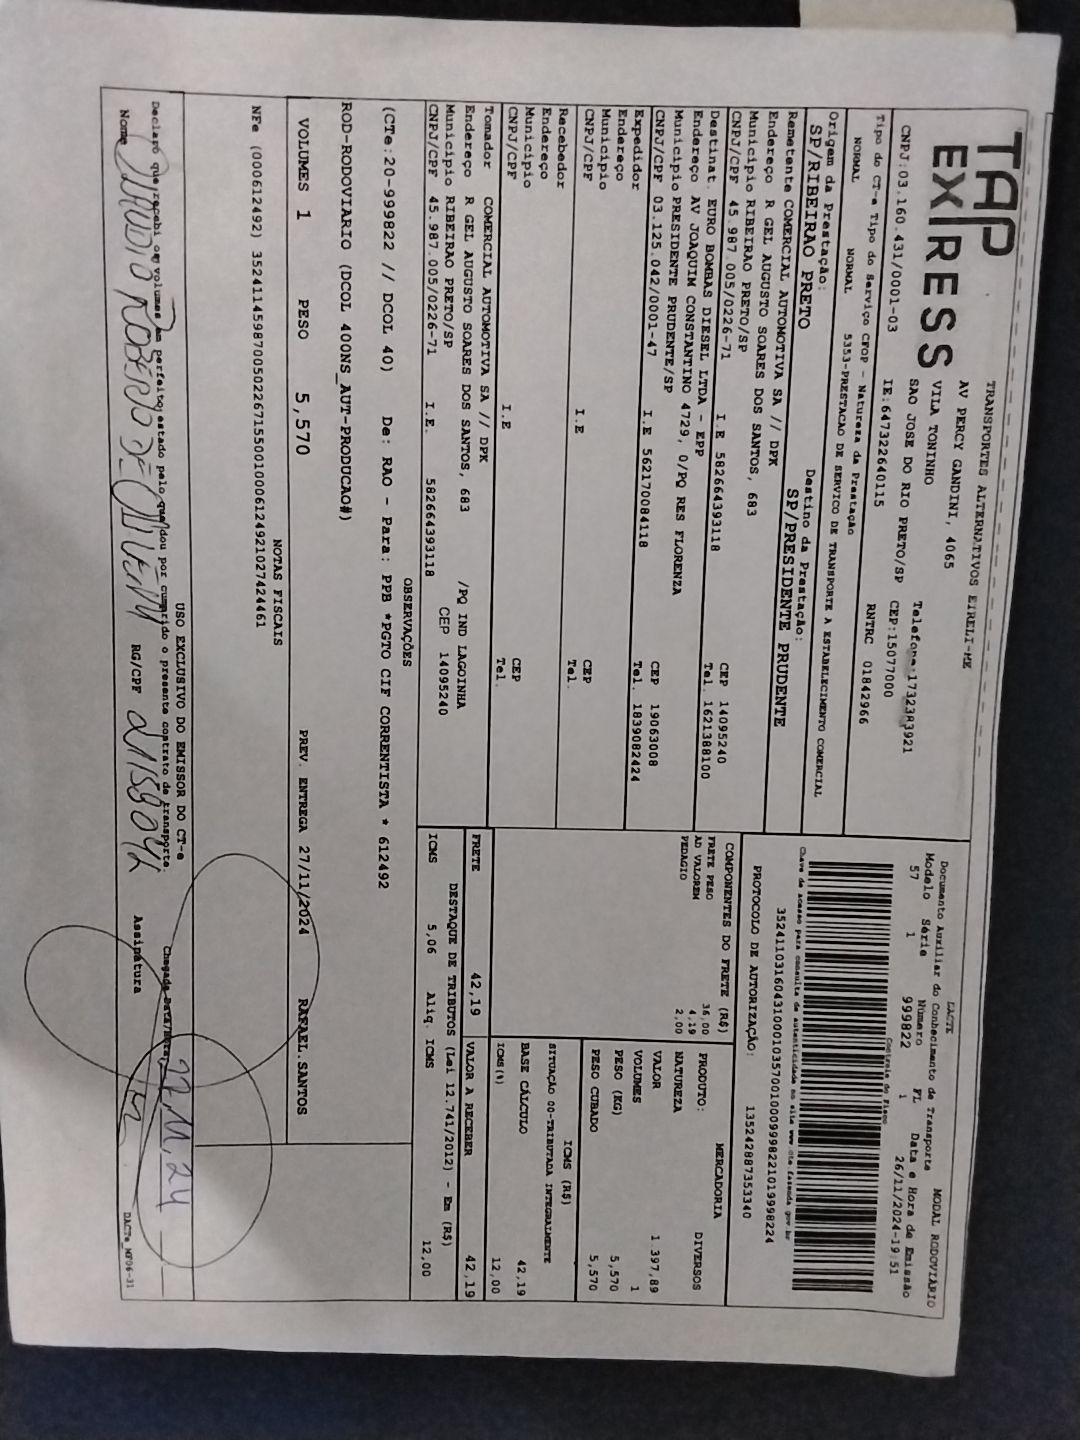 TAP
EXPRESS
TRANSPORTES ALTERNATIVOS EIRELI-ME
AV PERCY GANDINI, 4065
VILA TONINHO
SAO JOSE DO RIO PRETO/SP CEP:15077000
CNPJ:03.160.431/0001-03 IE:647322640115 RNTRC 01842966
Tipo do CT-e Tipo do Serviço CFOP - Natureza da Prestação
NORMAL NORMAL 5353-PRESTACAO DE SERVICO DE TRANSPORTE A ESTABELECIMENTO COMERCIAL
Origem da Prestação: Destino da Prestação:
SP/RIBEIRAO PRETO SP/PRESIDENTE PRUDENTE
Remetente COMERCIAL AUTOMOTIVA SA // DPK
Endereço R GEL AUGUSTO SOARES DOS SANTOS, 683
Municipio RIBEIRAO PRETO/SP CEP 14095240
CNPJ/CPF 45.987.005/0226-71 I.E 582664393118 Tel. 1621388100
Destinat. EURO BOMBAS DIESEL LTDA - EPP
Endereço AV JOAQUIM CONSTANTINO 4729, 0/PQ RES FLORENZA
Municipio PRESIDENTE PRUDENTE/SP CEP 19063008
CNPJ/CPF 03.125.042/0001-47 I.E 562170084118 Tel. 1839082424
Expedidor
Endereço
Municipio CEP
CNPJ/CPF I.E Tel.
Recebedor
Endereço
Municipio CEP
CNPJ/CPF I.E Tel.
Tomador COMERCIAL AUTOMOTIVA SA // DPK
Endereço R GEL AUGUSTO SOARES DOS SANTOS, 683 /PQ IND LAGOINHA
Municipio RIBEIRAO PRETO/SP CEP 14095240
CNPJ/CPF 45.987.005/0226-71 I.E. 582664393118
DACTE MODAL RODOVIÁRIO
Documento Auxiliar do Conhecimento de Transporte
Modelo Série Número FL Data e Hora de Emissão
57 1 999822 1 26/11/2024-19:51
Controle do Fisco
Chave de acesso para consulta de autenticidade no site www.cte.fazenda.gov.br
PROTOCOLO DE AUTORIZAÇÃO: 135242887353340
COMPONENTES DO FRETE (R$)
FRETE PESO 36,00
AD VALOREM 4,19
PEDAGIO 2,00
MERCADORIA
PRODUTO: DIVERSOS
NATUREZA
VALOR 1.397,89
VOLUMES 1
PESO (KG) 5,570
PESO CUBADO 5,570
ICMS (R$)
SITUAÇÃO 00-TRIBUTADA INTEGRALMENTE
BASE CÁLCULO 42,19
ICMS(%) 12,00
FRETE 42,19 VALOR A RECEBER 42,19
DESTAQUE DE TRIBUTOS (Lei 12.741/2012) - Em (R$)
ICMS 5,06 Aliq. ICMS 12,00
OBSERVAÇÕES
(CTe:20-999822 // DCOL 40) De: RAO - Para: PPB *PGTO CIF CORRENTISTA * 612492
ROD-RODOVIARIO (DCOL 400NS_AUT-PRODUCAO#)
VOLUMES 1 PESO 5,570 PREV. ENTREGA 27/11/2024 RAFAEL.SANTOS
NOTAS FISCAIS
NFe (000612492)
USO EXCLUSIVO DO EMISSOR DO CT-e
Declaro que recebi os volumes em perfeito estado pelo que dou por cumprido o presente contrato de transporte. Chegada Data/Hora 27.11.24
Nome ROBERTO DE OLIVEIRA RG/CPF Assinatura
DACTe_MP06-31